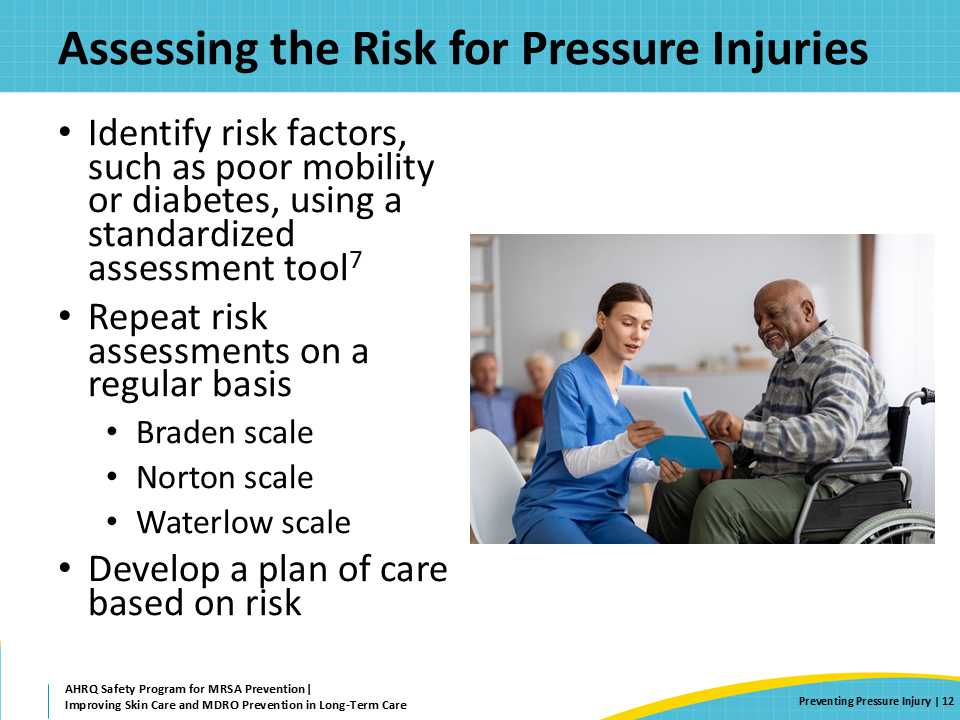 Assessing the Risk for Pressure Injuries
• Identify risk factors,
such as poor mobility
or diabetes, using a
standardized
assessment tool⁷
• Repeat risk
assessments on a
regular basis
• Braden scale
• Norton scale
• Waterlow scale
• Develop a plan of care
based on risk
AHRQ Safety Program for MRSA Prevention|
Improving Skin Care and MDRO Prevention in Long-Term Care
Preventing Pressure Injury | 12